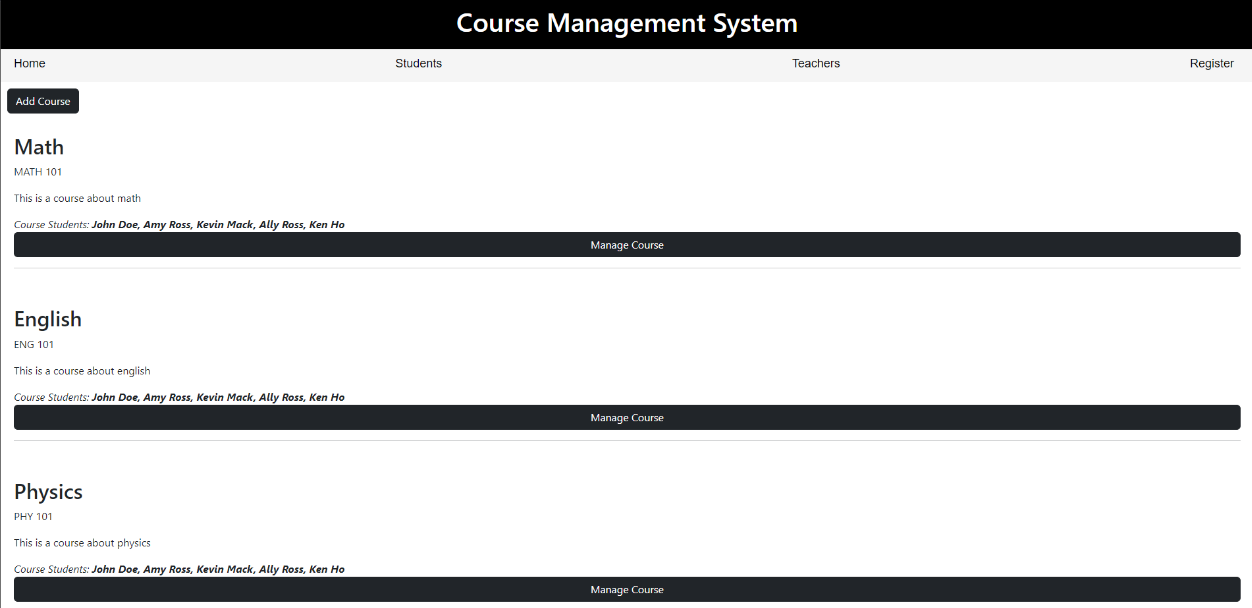 Course Management System
Home Students Teachers Register
Add Course
Math
MATH 101
This is a course about math
Course Students: John Doe, Amy Ross, Kevin Mack, Ally Ross, Ken Ho
Manage Course
English
ENG 101
This is a course about english
Course Students: John Doe, Amy Ross, Kevin Mack, Ally Ross, Ken Ho
Manage Course
Physics
PHY 101
This is a course about physics
Course Students: John Doe, Amy Ross, Kevin Mack, Ally Ross, Ken Ho
Manage Course